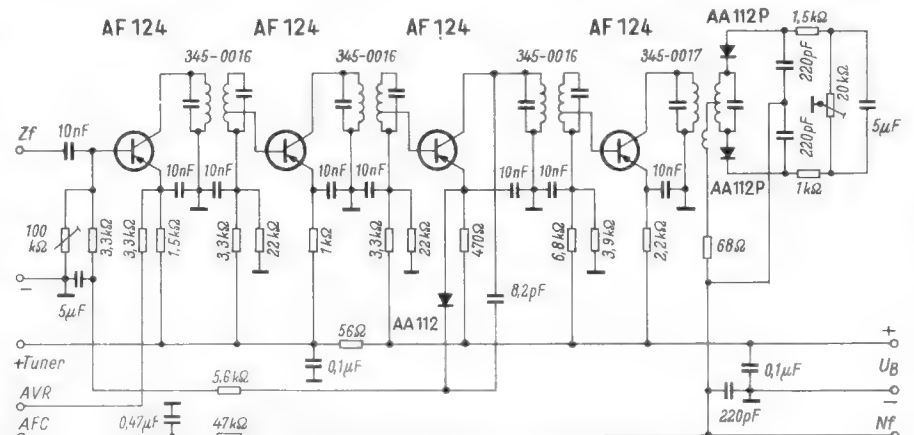 AF 124 AF 124 AF 124 AF 124 AA112P
345-0016 345-0016 345-0016 345-0017
1,5kΩ
220pF
20kΩ
5µF
220pF
AA112P
1kΩ
Zf
10nF
10nF 10nF 10nF 10nF 10nF 10nF 10nF
100 kΩ
3,3kΩ
3,3kΩ
1,5kΩ
3,3kΩ
22kΩ
1kΩ
3,3kΩ
22kΩ
470Ω
6,8kΩ
3,9kΩ
2,2kΩ
68Ω
−
5µF
8,2pF
AA112
56Ω
+
+Tuner
0,1µF
0,1µF
UB
5,6kΩ
AVR
−
220pF
AFC
0,47µF
47kΩ
Nf